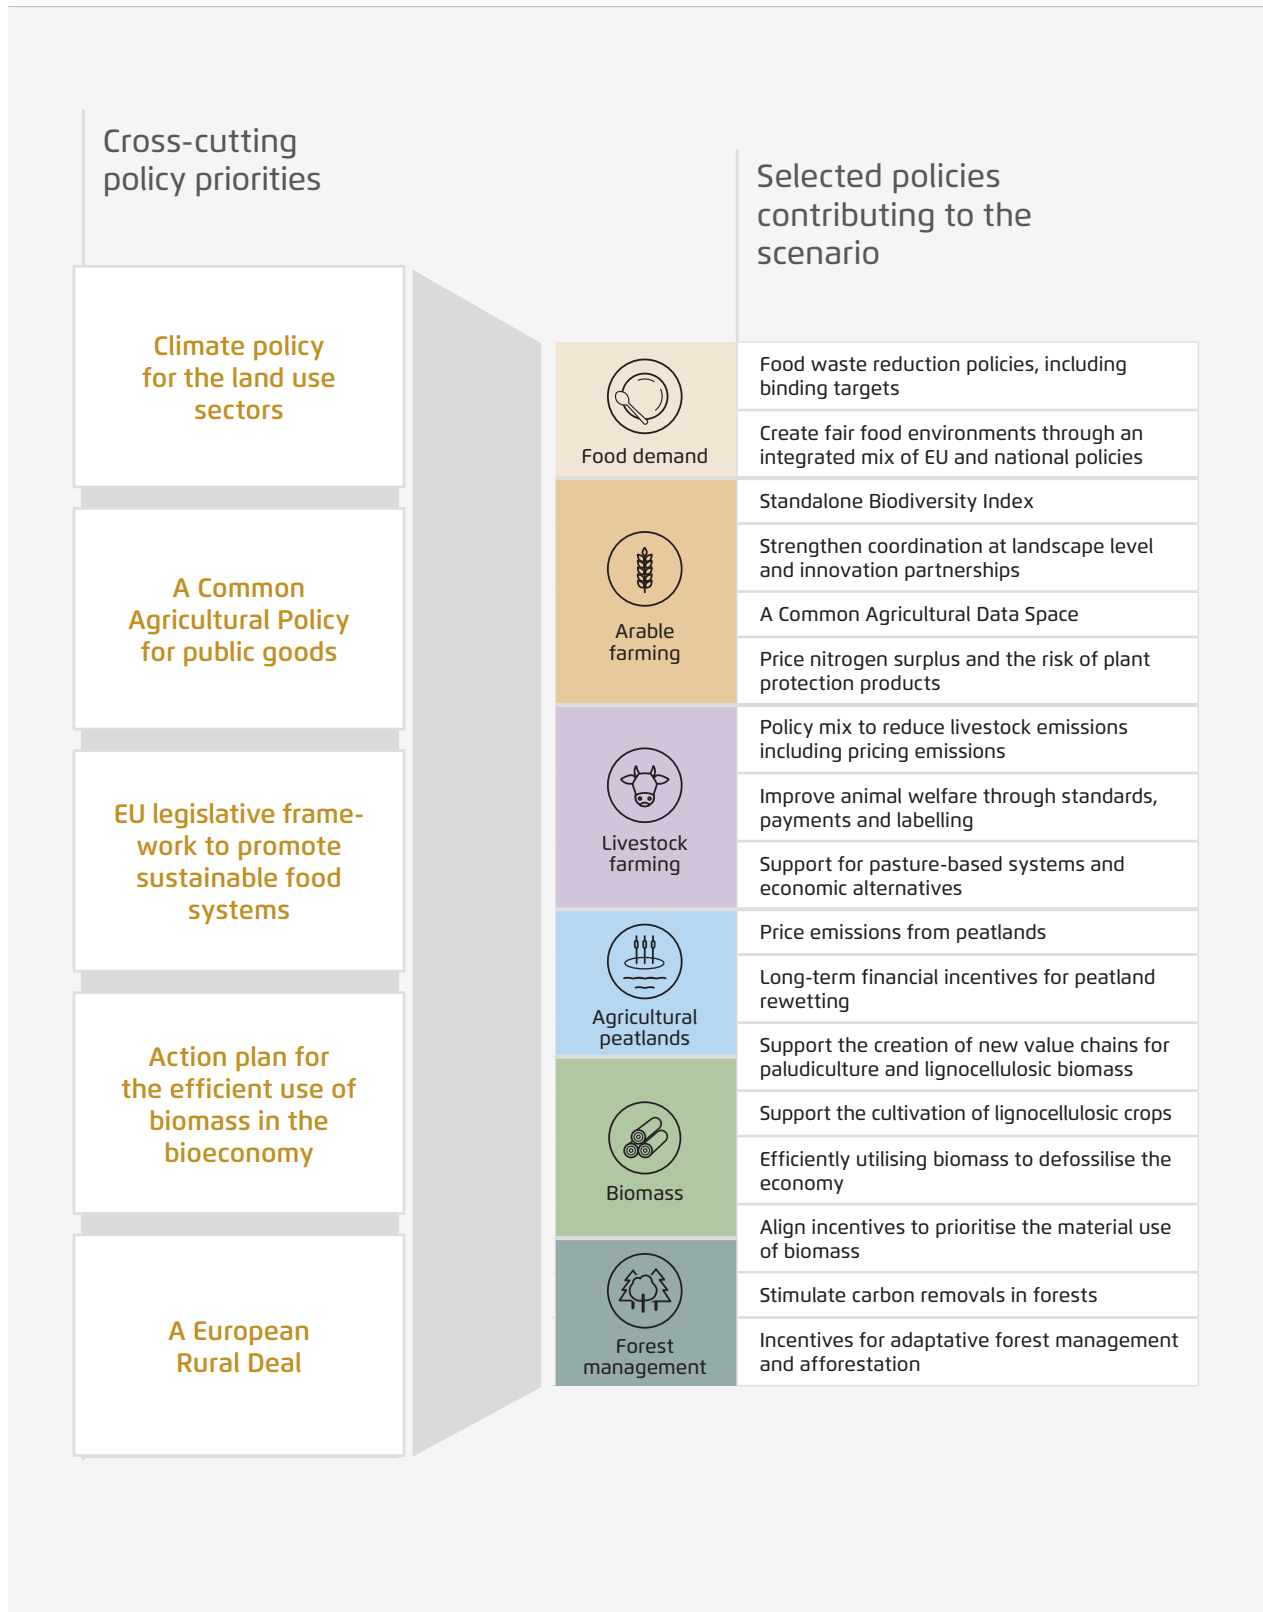 Cross-cutting
policy priorities
Climate policy
for the land use
sectors
A Common
Agricultural Policy
for public goods
EU legislative frame-
work to promote
sustainable food
systems
Action plan for
the efficient use of
biomass in the
bioeconomy
A European
Rural Deal
Selected policies
contributing to the
scenario
Food demand
Food waste reduction policies, including
binding targets
Create fair food environments through an
integrated mix of EU and national policies
Arable
farming
Standalone Biodiversity Index
Strengthen coordination at landscape level
and innovation partnerships
A Common Agricultural Data Space
Price nitrogen surplus and the risk of plant
protection products
Livestock
farming
Policy mix to reduce livestock emissions
including pricing emissions
Improve animal welfare through standards,
payments and labelling
Support for pasture-based systems and
economic alternatives
Agricultural
peatlands
Price emissions from peatlands
Long-term financial incentives for peatland
rewetting
Support the creation of new value chains for
paludiculture and lignocellulosic biomass
Biomass
Support the cultivation of lignocellulosic crops
Efficiently utilising biomass to defossilise the
economy
Align incentives to prioritise the material use
of biomass
Forest
management
Stimulate carbon removals in forests
Incentives for adaptative forest management
and afforestation